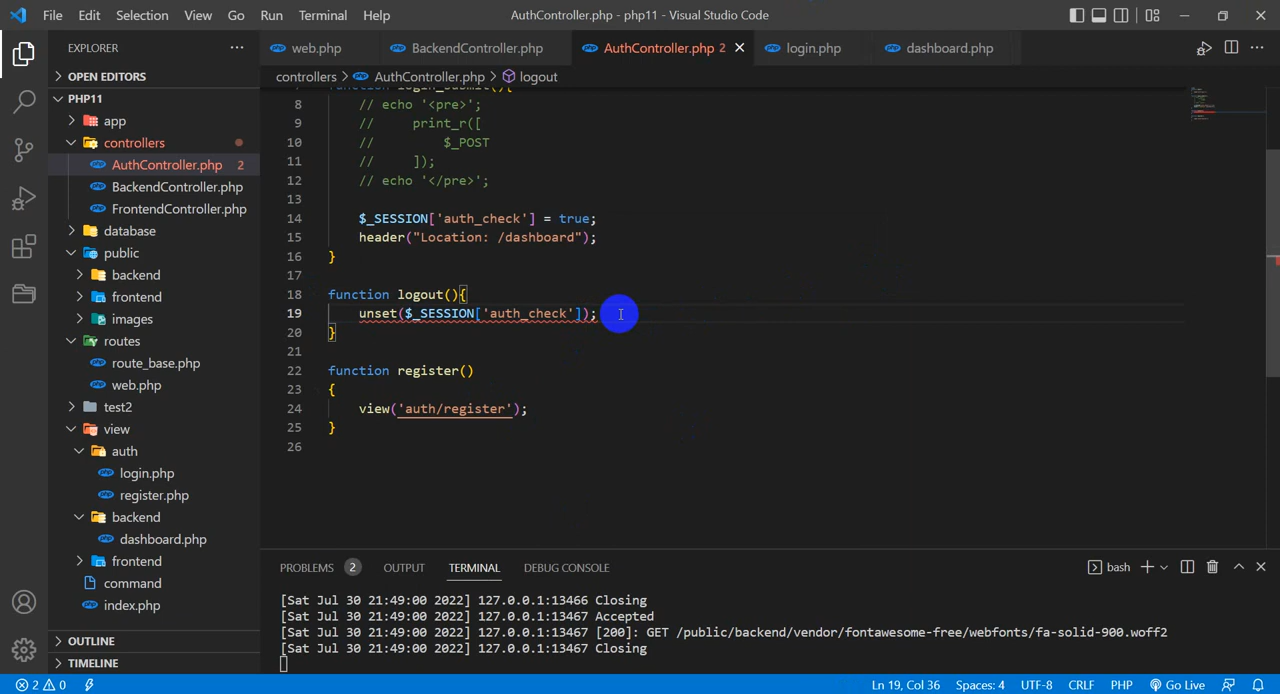 File Edit Selection View Go Run Terminal Help AuthController.php - php11 - Visual Studio Code
EXPLORER
OPEN EDITORS
PHP11
app
controllers
AuthController.php 2
BackendController.php
FrontendController.php
database
public
backend
frontend
images
routes
route_base.php
web.php
test2
view
auth
login.php
register.php
backend
dashboard.php
frontend
command
index.php
OUTLINE
TIMELINE
web.php BackendController.php AuthController.php 2 login.php dashboard.php
controllers > AuthController.php > logout
8 // echo '<pre>';
9 // print_r([
10 // $_POST
11 // ]);
12 // echo '</pre>';
13
14 $_SESSION['auth_check'] = true;
15 header("Location: /dashboard");
16 }
17
18 function logout(){
19 unset($_SESSION['auth_check']);
20 }
21
22 function register()
23 {
24 view('auth/register');
25 }
26
PROBLEMS 2 OUTPUT TERMINAL DEBUG CONSOLE bash
[Sat Jul 30 21:49:00 2022] 127.0.0.1:13466 Closing
[Sat Jul 30 21:49:00 2022] 127.0.0.1:13467 Accepted
[Sat Jul 30 21:49:00 2022] 127.0.0.1:13467 [200]: GET /public/backend/vendor/fontawesome-free/webfonts/fa-solid-900.woff2
[Sat Jul 30 21:49:00 2022] 127.0.0.1:13467 Closing
2 0 Ln 19, Col 36 Spaces: 4 UTF-8 CRLF PHP Go Live